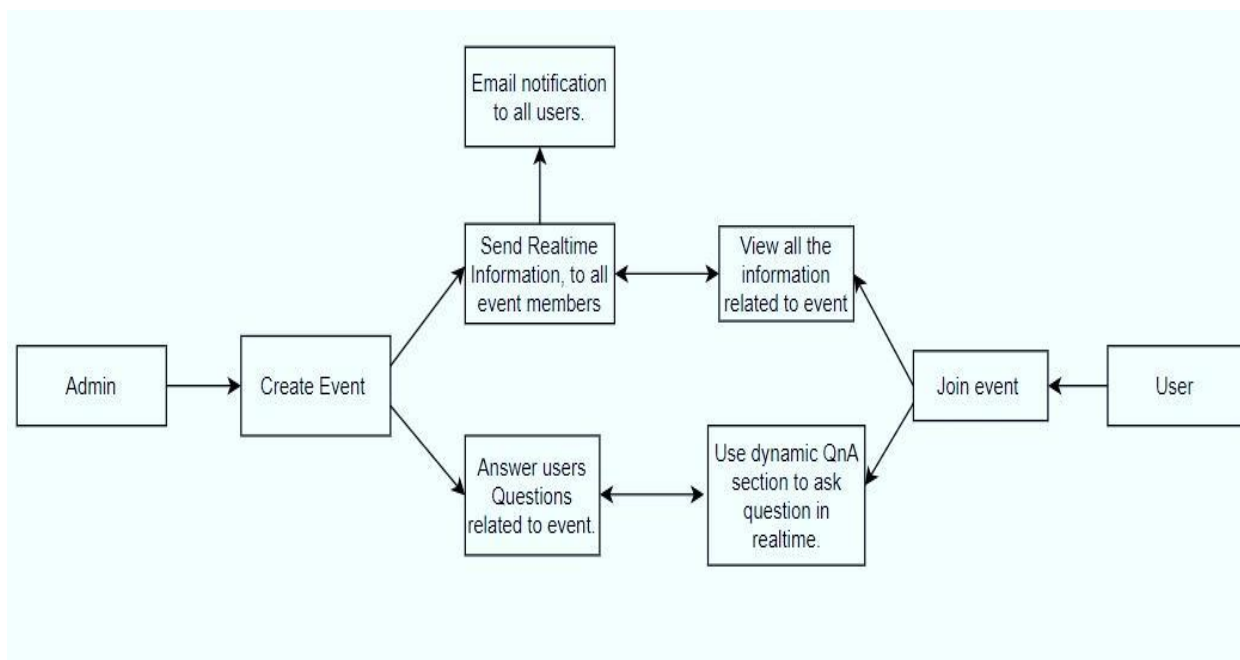 Email notification
to all users.
Send Realtime
Information, to all
event members
View all the
information
related to event
Admin
Create Event
Join event
User
Answer users
Questions
related to event.
Use dynamic QnA
section to ask
question in
realtime.